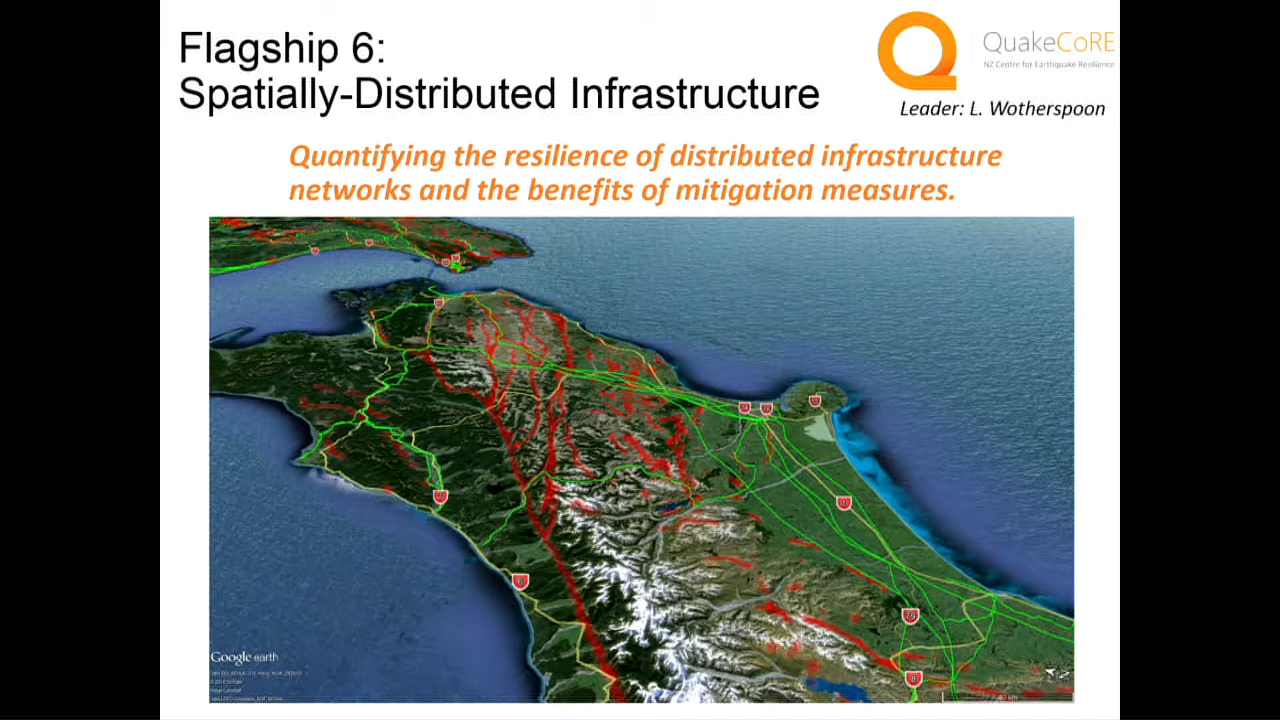 Flagship 6:
Spatially-Distributed Infrastructure
QuakeCoRE
NZ Centre for Earthquake Resilience
Leader: L. Wotherspoon
Quantifying the resilience of distributed infrastructure
networks and the benefits of mitigation measures.
Google earth